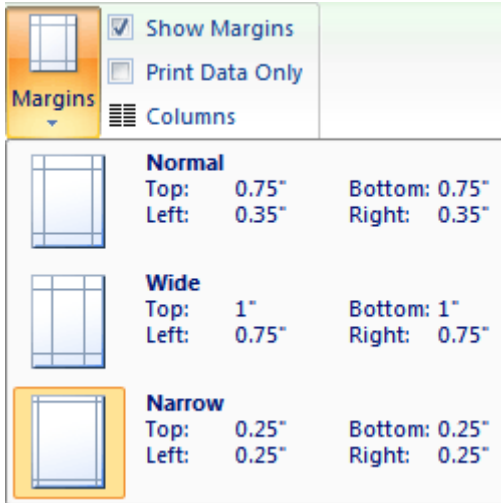 Show Margins
Print Data Only
Margins
Columns
Normal
Top: 0.75" Bottom: 0.75"
Left: 0.35" Right: 0.35"
Wide
Top: 1" Bottom: 1"
Left: 0.75" Right: 0.75"
Narrow
Top: 0.25" Bottom: 0.25"
Left: 0.25" Right: 0.25"